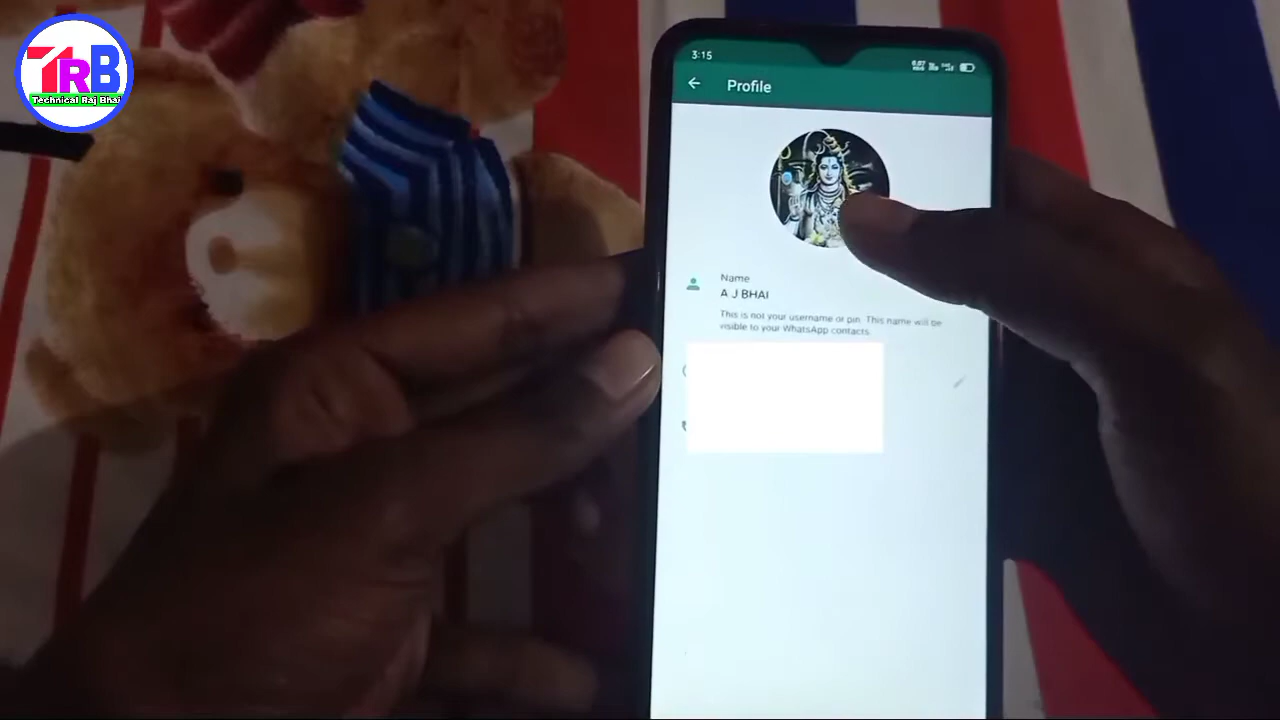 TRB
Technical Raj Bhai
3:15
Profile
Name
A J BHAI
This is not your username or pin. This name will be
visible to your WhatsApp contacts.